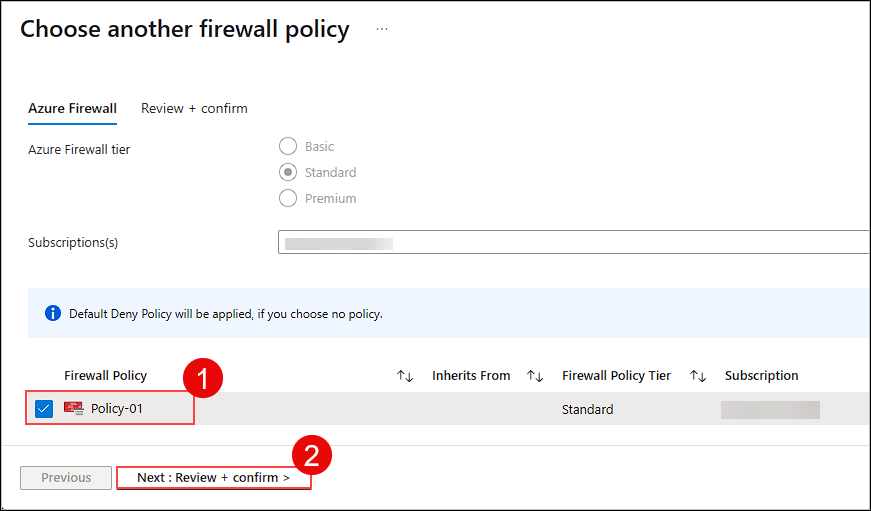 Choose another firewall policy ...
Azure Firewall Review + confirm
Azure Firewall tier
Basic
Standard
Premium
Subscriptions(s)
Default Deny Policy will be applied, if you choose no policy.
Firewall Policy ↑↓ Inherits From ↑↓ Firewall Policy Tier ↑↓ Subscription
1
Policy-01 Standard
2
Previous Next : Review + confirm >